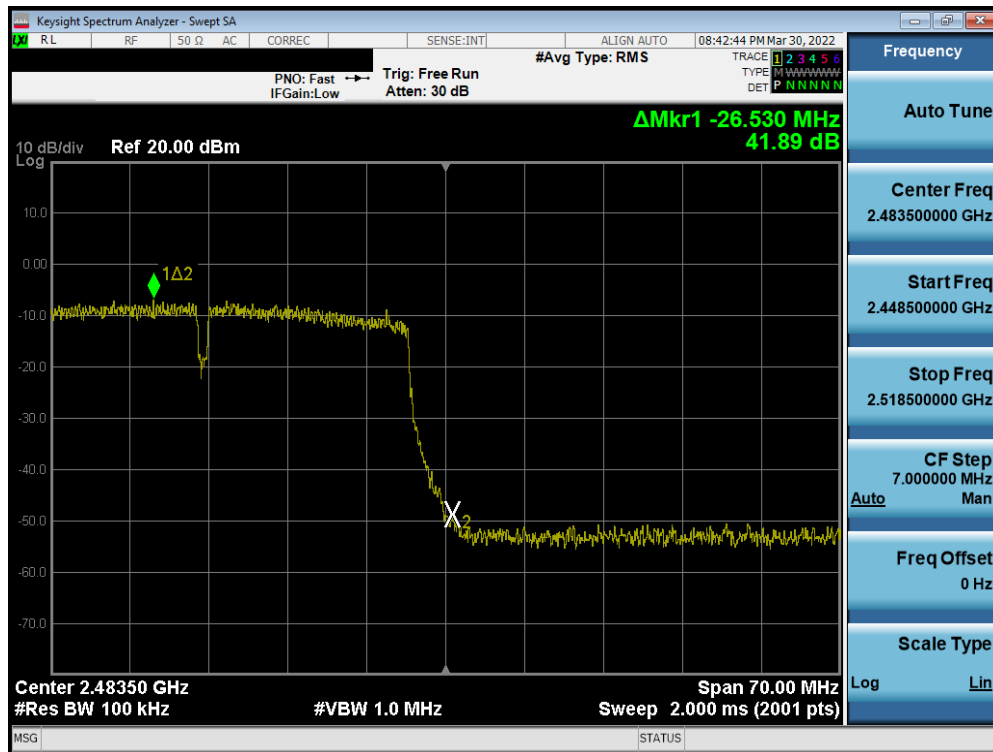 Keysight Spectrum Analyzer - Swept SA
LXI RL RF 50 Ω AC CORREC SENSE:INT ALIGN AUTO 08:42:44 PM Mar 30, 2022
PNO: Fast
IFGain:Low
Trig: Free Run
Atten: 30 dB
#Avg Type: RMS
TRACE 1 2 3 4 5 6
TYPE M W W W W W
DET P N N N N N
ΔMkr1 -26.530 MHz
41.89 dB
10 dB/div Ref 20.00 dBm
Log
10.0
0.00
1Δ2
-10.0
-20.0
-30.0
-40.0
-50.0
2
-60.0
-70.0
Center 2.48350 GHz Span 70.00 MHz
#Res BW 100 kHz #VBW 1.0 MHz Sweep 2.000 ms (2001 pts)
MSG STATUS
Frequency
Auto Tune
Center Freq
2.483500000 GHz
Start Freq
2.448500000 GHz
Stop Freq
2.518500000 GHz
CF Step
7.000000 MHz
Auto Man
Freq Offset
0 Hz
Scale Type
Log Lin